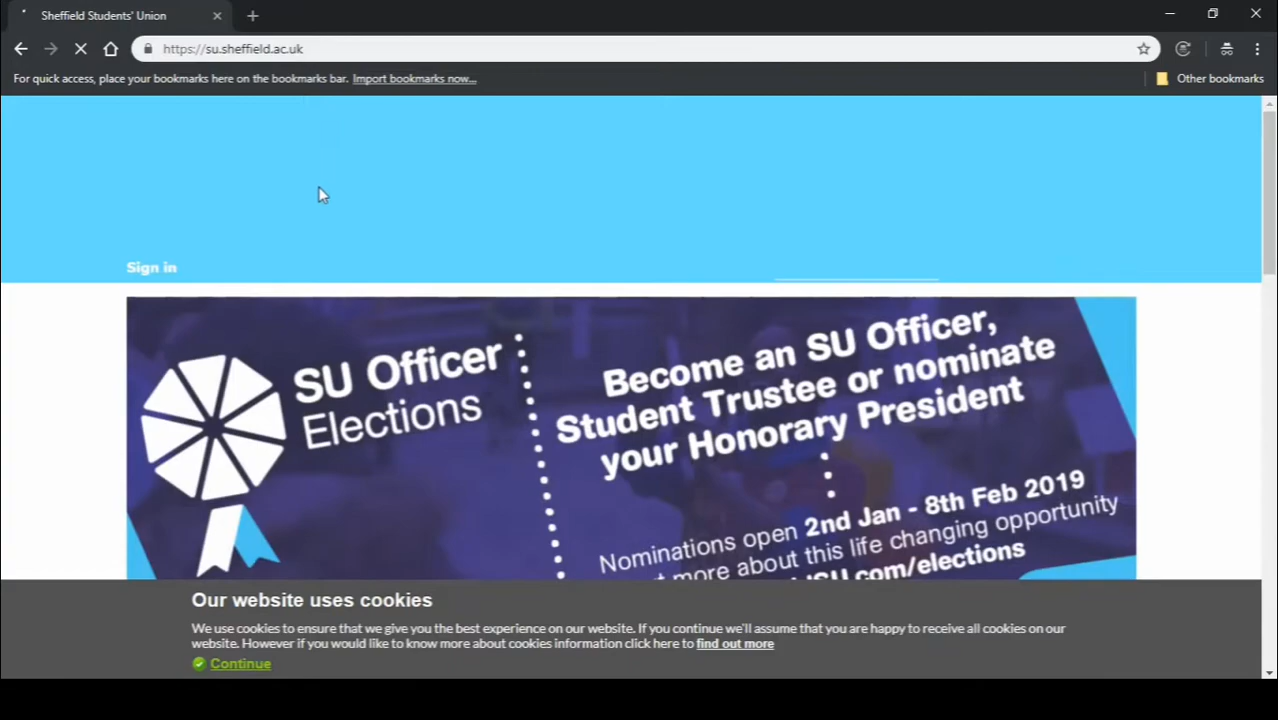 Sheffield Students' Union
https://su.sheffield.ac.uk
For quick access, place your bookmarks here on the bookmarks bar. Import bookmarks now...
Other bookmarks
Sign in
SU Officer
Elections
Become an SU Officer,
Student Trustee or nominate
your Honorary President
Nominations open 2nd Jan - 8th Feb 2019
more about this life changing opportunity
SU.com/elections
Our website uses cookies
We use cookies to ensure that we give you the best experience on our website. If you continue we'll assume that you are happy to receive all cookies on our
website. However if you would like to know more about cookies information click here to find out more
Continue